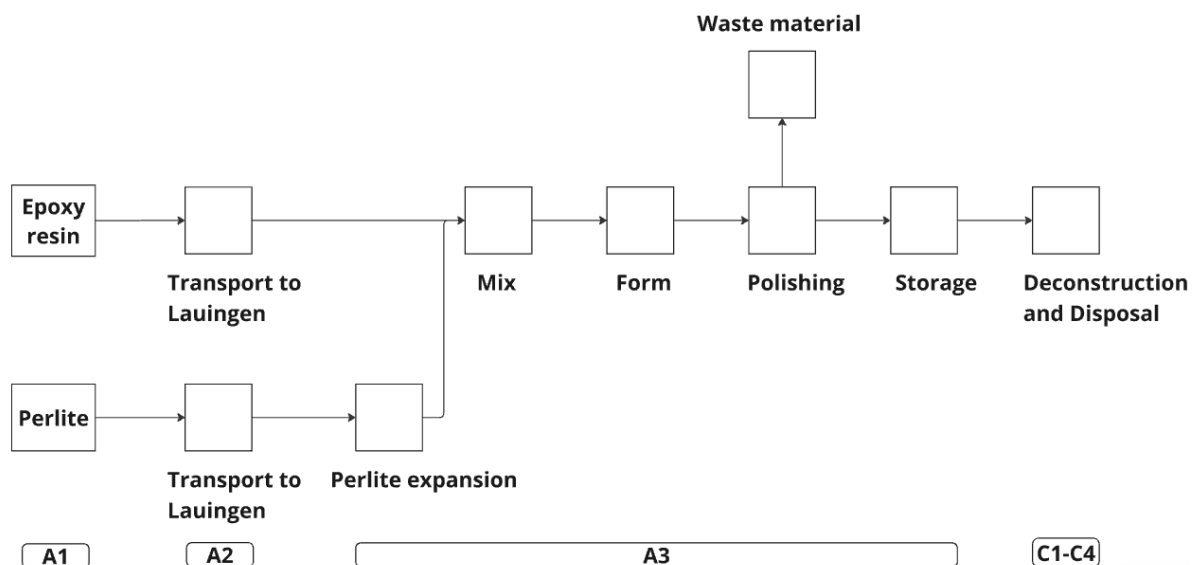 Waste material
Epoxy
resin
Transport to
Lauingen
Mix
Form
Polishing
Storage
Deconstruction
and Disposal
Perlite
Transport to
Lauingen
Perlite expansion
A1
A2
A3
C1-C4